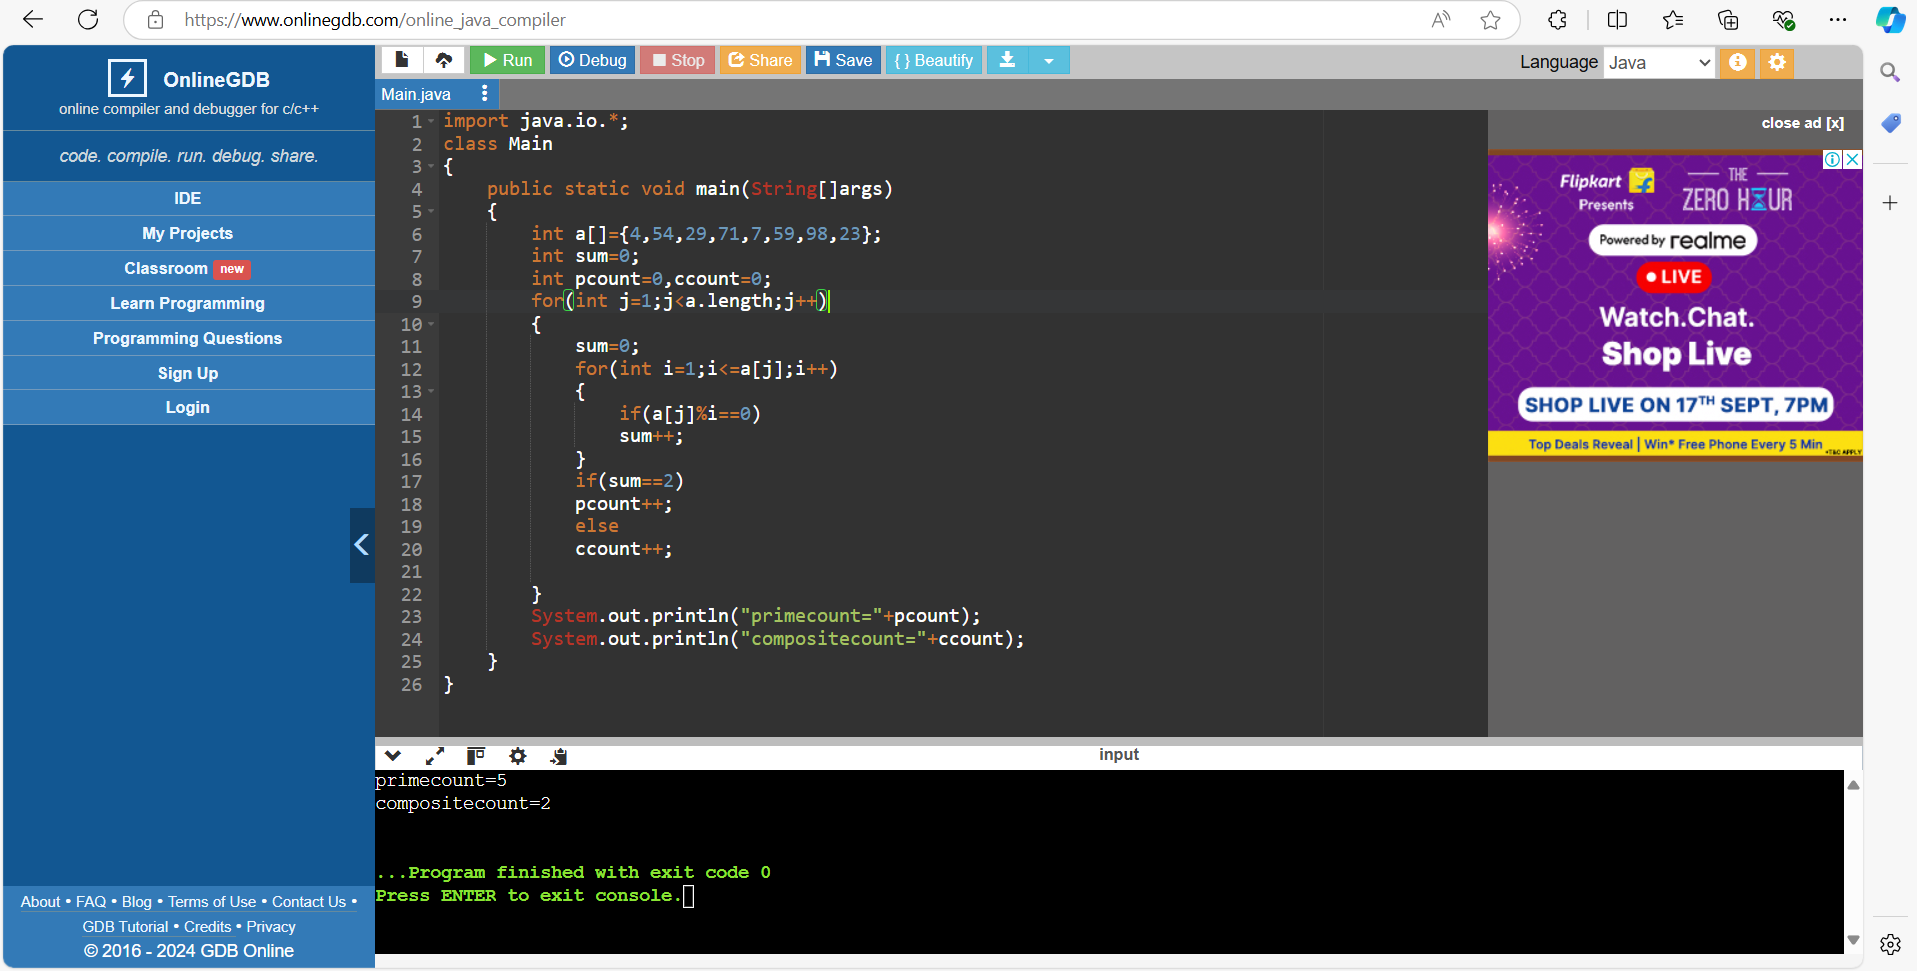 https://www.onlinegdb.com/online_java_compiler
OnlineGDB
online compiler and debugger for c/c++
code. compile. run. debug. share.
IDE
My Projects
Classroom new
Learn Programming
Programming Questions
Sign Up
Login
About • FAQ • Blog • Terms of Use • Contact Us •
GDB Tutorial • Credits • Privacy
© 2016 - 2024 GDB Online
Run Debug Stop Share Save { } Beautify
Language Java
Main.java
1 import java.io.*;
2 class Main
3 {
4     public static void main(String[]args)
5     {
6         int a[]={4,54,29,71,7,59,98,23};
7         int sum=0;
8         int pcount=0,ccount=0;
9         for(int j=1;j<a.length;j++)
10         {
11             sum=0;
12             for(int i=1;i<=a[j];i++)
13             {
14                 if(a[j]%i==0)
15                 sum++;
16             }
17             if(sum==2)
18             pcount++;
19             else
20             ccount++;
21
22         }
23         System.out.println("primecount="+pcount);
24         System.out.println("compositecount="+ccount);
25     }
26 }
close ad [x]
Flipkart
Presents
THE
ZERO HOUR
Powered by realme
LIVE
Watch.Chat.
Shop Live
SHOP LIVE ON 17TH SEPT, 7PM
Top Deals Reveal | Win* Free Phone Every 5 Min
*T&C APPLY
input
primecount=5
compositecount=2
...Program finished with exit code 0
Press ENTER to exit console.